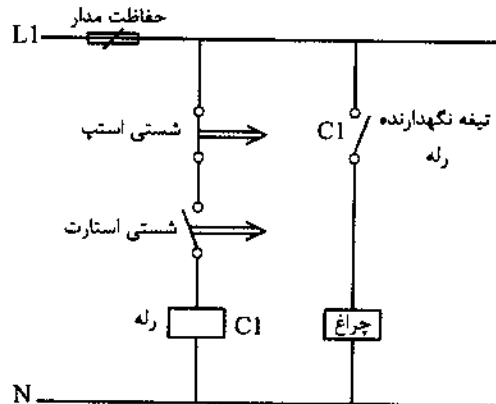 حفاظت مدار
L1
شستی استپ
C1
تیغه نگهدارنده
رله
شستی استارت
رله
C1
چراغ
N